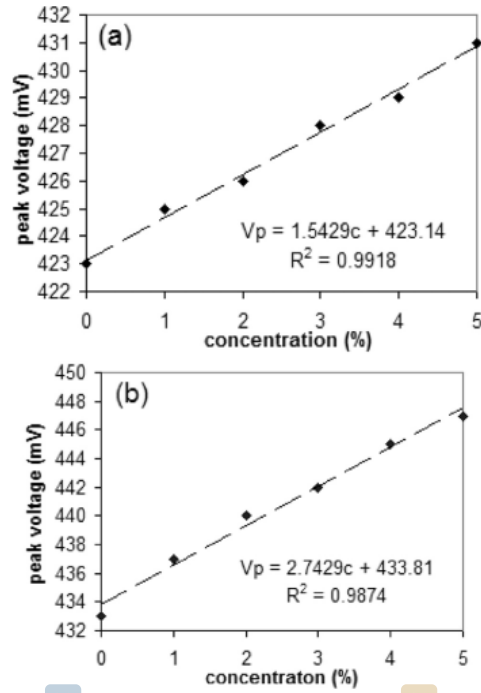 (a)
peak voltage (mV)
432
431
430
429
428
427
426
425
424
423
422
Vp = 1.5429c + 423.14
R² = 0.9918
0 1 2 3 4 5
concentration (%)
(b)
peak voltage (mV)
450
448
446
444
442
440
438
436
434
432
Vp = 2.7429c + 433.81
R² = 0.9874
0 1 2 3 4 5
concentraton (%)